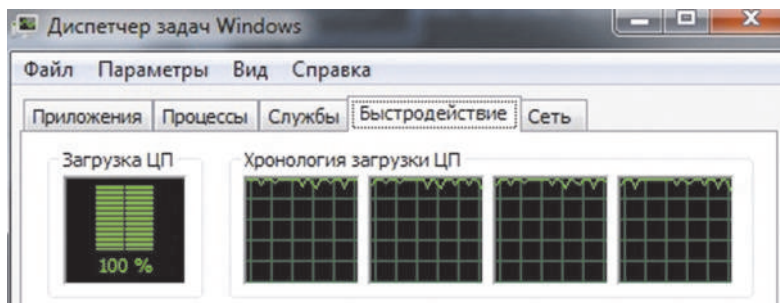 Диспетчер задач Windows
Файл Параметры Вид Справка
Приложения Процессы Службы Быстродействие Сеть
Загрузка ЦП Хронология загрузки ЦП
100 %